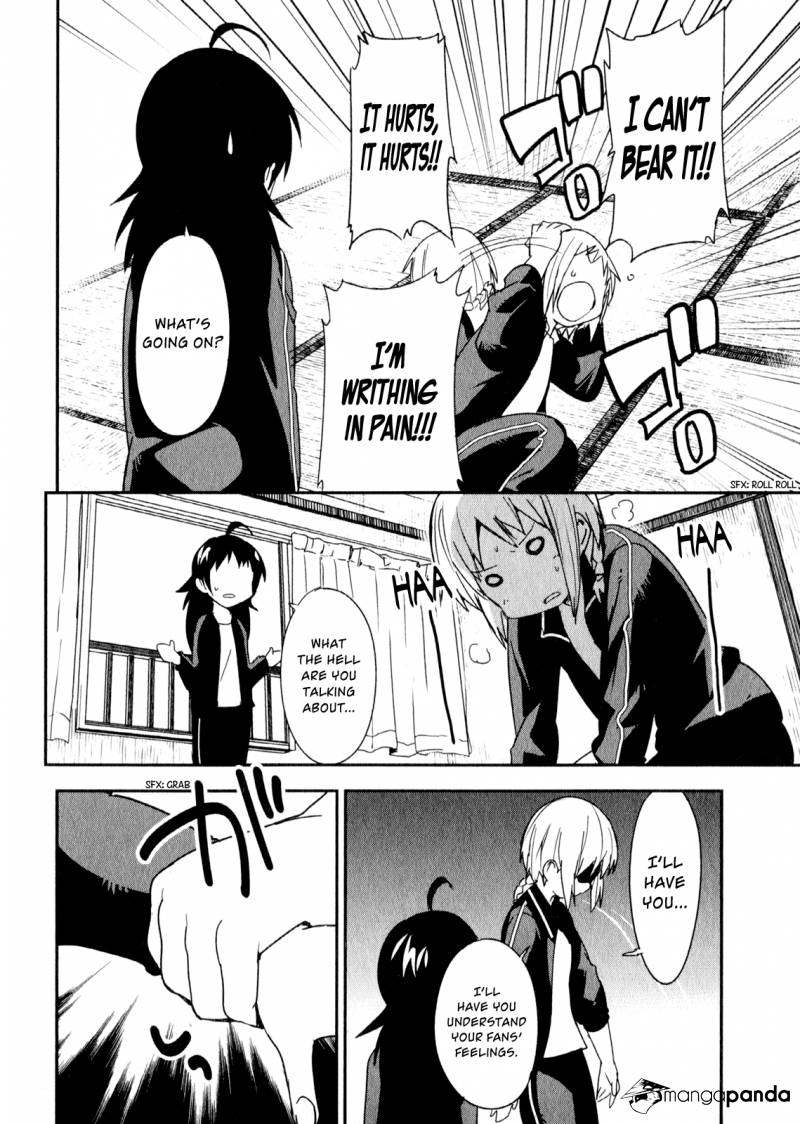 I CAN'T
BEAR IT!!
IT HURTS,
IT HURTS!!
ゴロ
I'M
WRITHING
IN PAIN!!!
WHAT'S
GOING ON?
ゴロ
SFX: ROLL ROLL
HAA
HAA
WHAT
THE HELL
ARE YOU
TALKING
ABOUT...
I'LL
HAVE
YOU...
I'LL
HAVE YOU
UNDERSTAND
YOUR FANS'
FEELINGS.
SFX: GRAB
ガッ
mangapanda